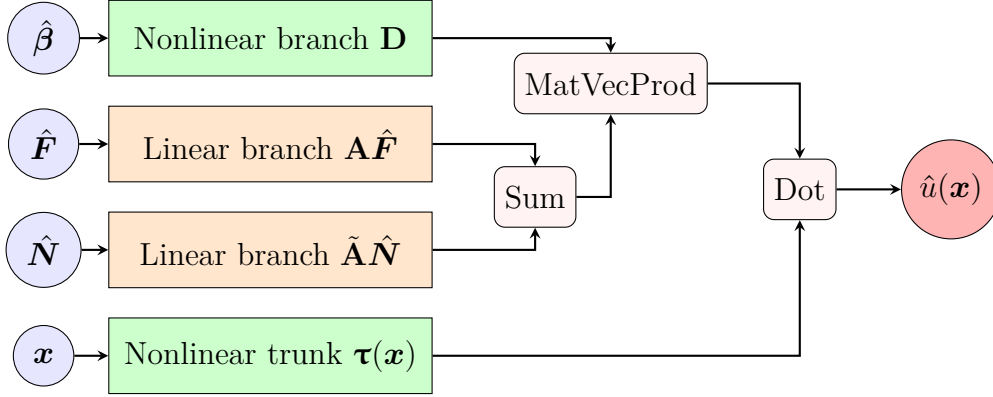 β̂
Nonlinear branch D
MatVecProd
F̂
Linear branch AF̂
Sum
Dot
û(x)
N̂
Linear branch ÃN̂
x
Nonlinear trunk τ(x)